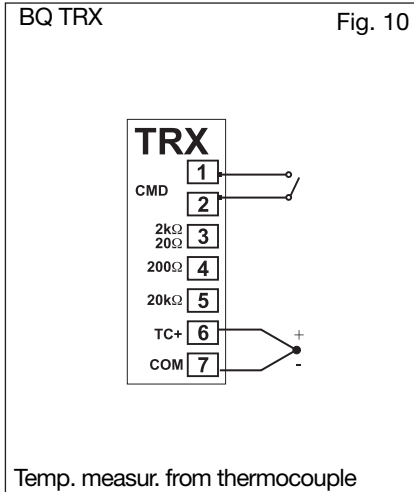 BQ TRX Fig. 10
TRX
CMD 1
2
2kΩ
20Ω 3
200Ω 4
20kΩ 5
TC+ 6 +
COM 7 -
Temp. measur. from thermocouple